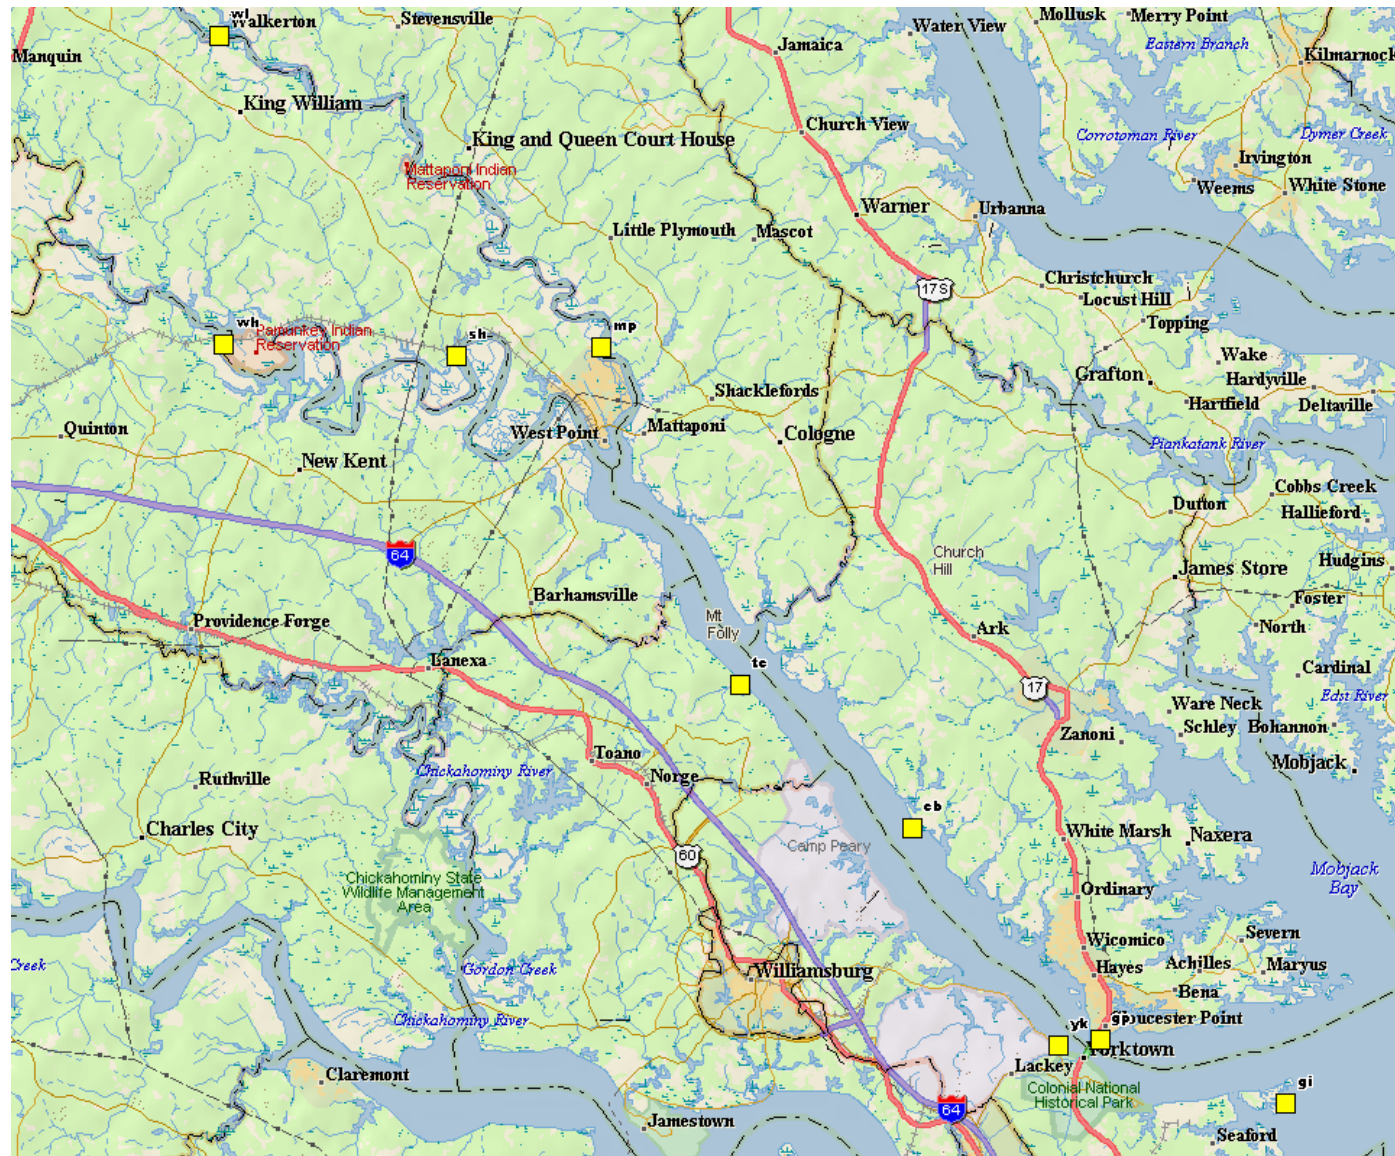 wl
Walkerton
Stevensville
Jamaica
Water View
Mollusk
Merry Point
Eastern Branch
Kilmarnock
Manquin
King William
King and Queen Court House
Church View
Corrotoman River
Dymer Creek
Irvington
Mattaponi Indian
Reservation
Weems
White Stone
Warner
Urbanna
Little Plymouth
Mascot
Christchurch
17S
Locust Hill
Topping
wh
Pamunkey Indian
Reservation
sh
mp
Wake
Grafton
Hardyville
Shacklefords
Hartfield
Deltaville
Quinton
West Point
Mattaponi
Cologne
Piankatank River
New Kent
Cobbs Creek
Dutton
Hallieford
64
Church
Hill
James Store
Hudgins
Barhamsville
Foster
Providence Forge
Mt
Folly
Ark
North
Lanexa
tc
Cardinal
17
East River
Ware Neck
Zanoni
Schley
Bohannon
Toano
Chickahominy River
Norge
Mobjack
Ruthville
cb
Charles City
White Marsh
Naxera
60
Camp Peary
Chickahominy State
Wildlife Management
Area
Mobjack
Bay
Ordinary
Severn
Wicomico
Creek
Gordon Creek
Williamsburg
Hayes
Achilles
Maryus
Bena
Chickahominy River
yk
gp
Gloucester Point
Yorktown
Claremont
Lackey
Colonial National
Historical Park
gi
64
Jamestown
Seaford